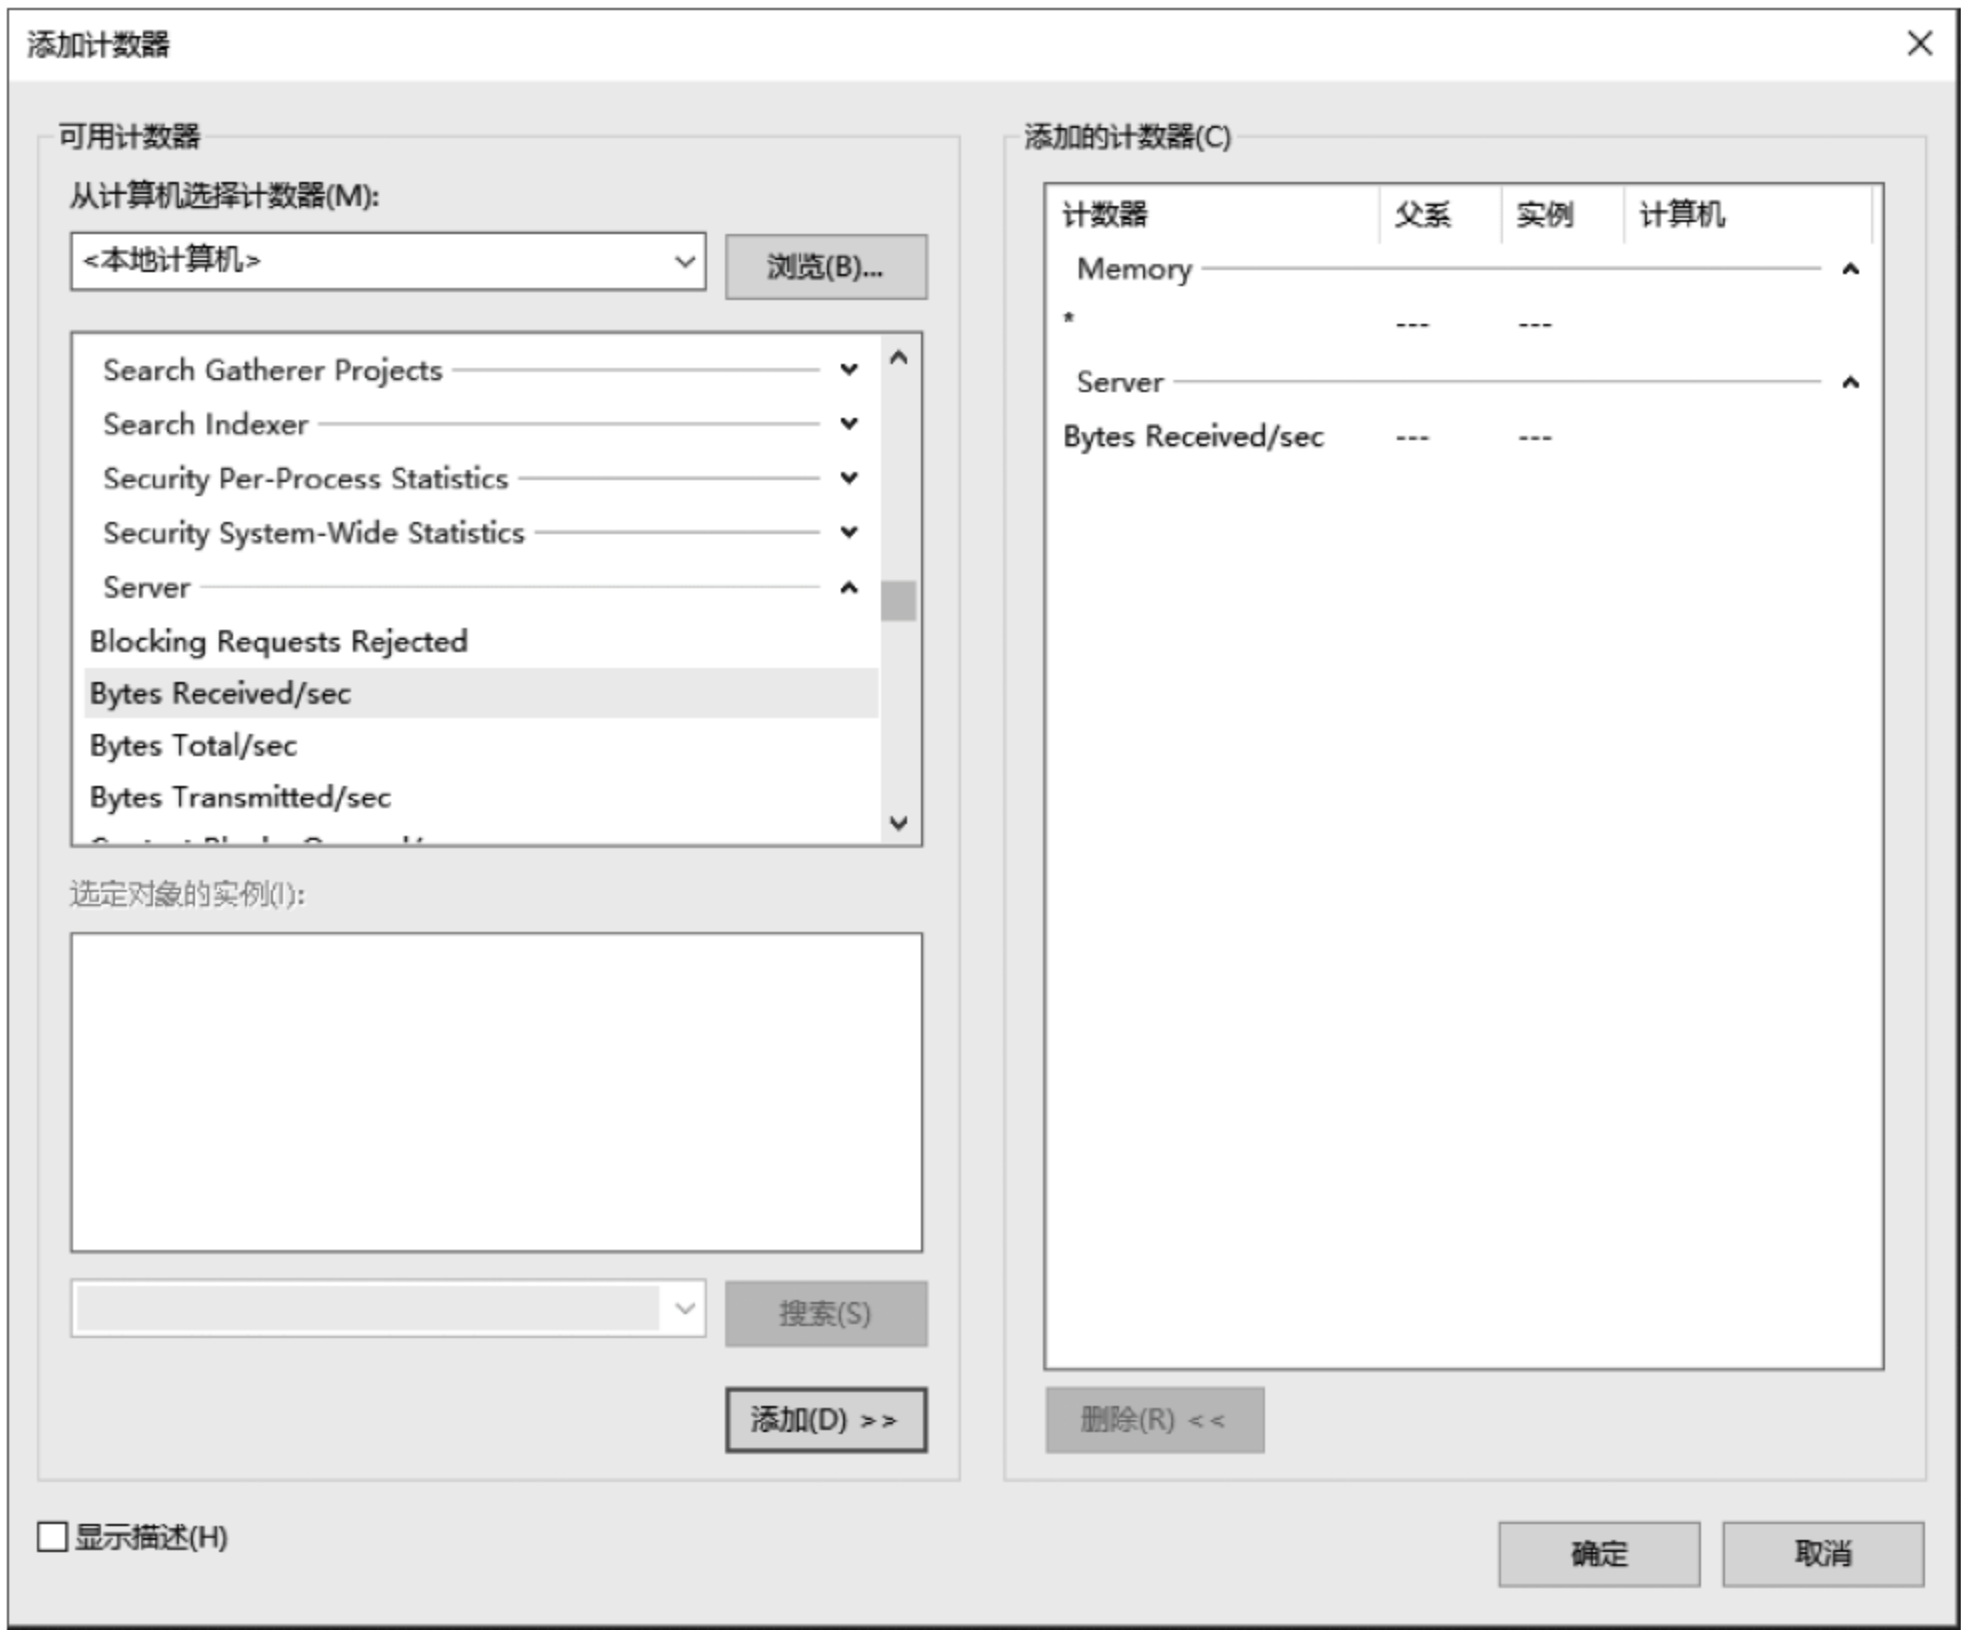 添加计数器
可用计数器
从计算机选择计数器(M):
<本地计算机>
浏览(B)...
Search Gatherer Projects
Search Indexer
Security Per-Process Statistics
Security System-Wide Statistics
Server
Blocking Requests Rejected
Bytes Received/sec
Bytes Total/sec
Bytes Transmitted/sec
选定对象的实例(I):
搜索(S)
添加(D) >>
显示描述(H)
添加的计数器(C)
计数器 父系 实例 计算机
Memory
* --- ---
Server
Bytes Received/sec --- ---
删除(R) <<
确定
取消